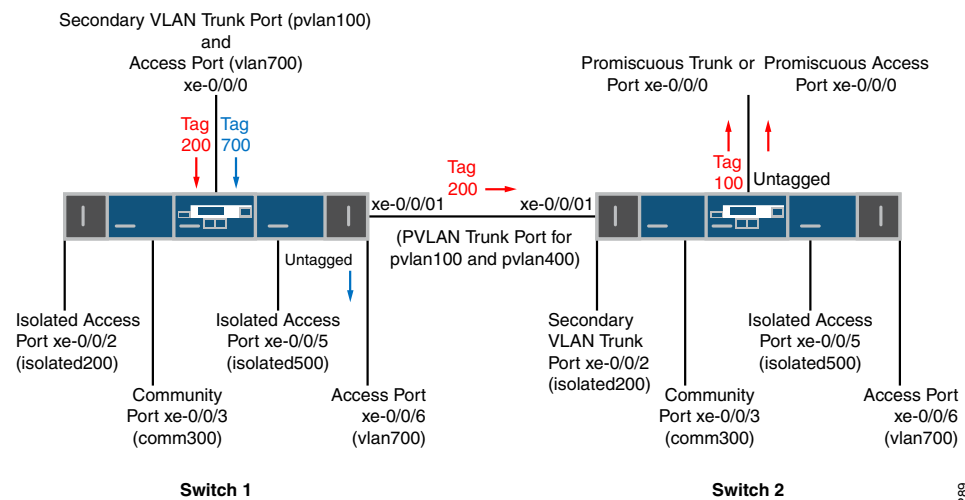 Secondary VLAN Trunk Port (pvlan100)
and
Access Port (vlan700)
xe-0/0/0
Promiscuous Trunk or Promiscuous Access
Port xe-0/0/0 Port xe-0/0/0
Tag 200
Tag 700
Tag 200
Tag 100
Untagged
xe-0/0/01
xe-0/0/01
(PVLAN Trunk Port for
pvlan100 and pvlan400)
Untagged
Isolated Access
Port xe-0/0/2
(isolated200)
Isolated Access
Port xe-0/0/5
(isolated500)
Secondary
VLAN Trunk
Port xe-0/0/2
(isolated200)
Isolated Access
Port xe-0/0/5
(isolated500)
Community
Port xe-0/0/3
(comm300)
Access Port
xe-0/0/6
(vlan700)
Community
Port xe-0/0/3
(comm300)
Access Port
xe-0/0/6
(vlan700)
Switch 1
Switch 2